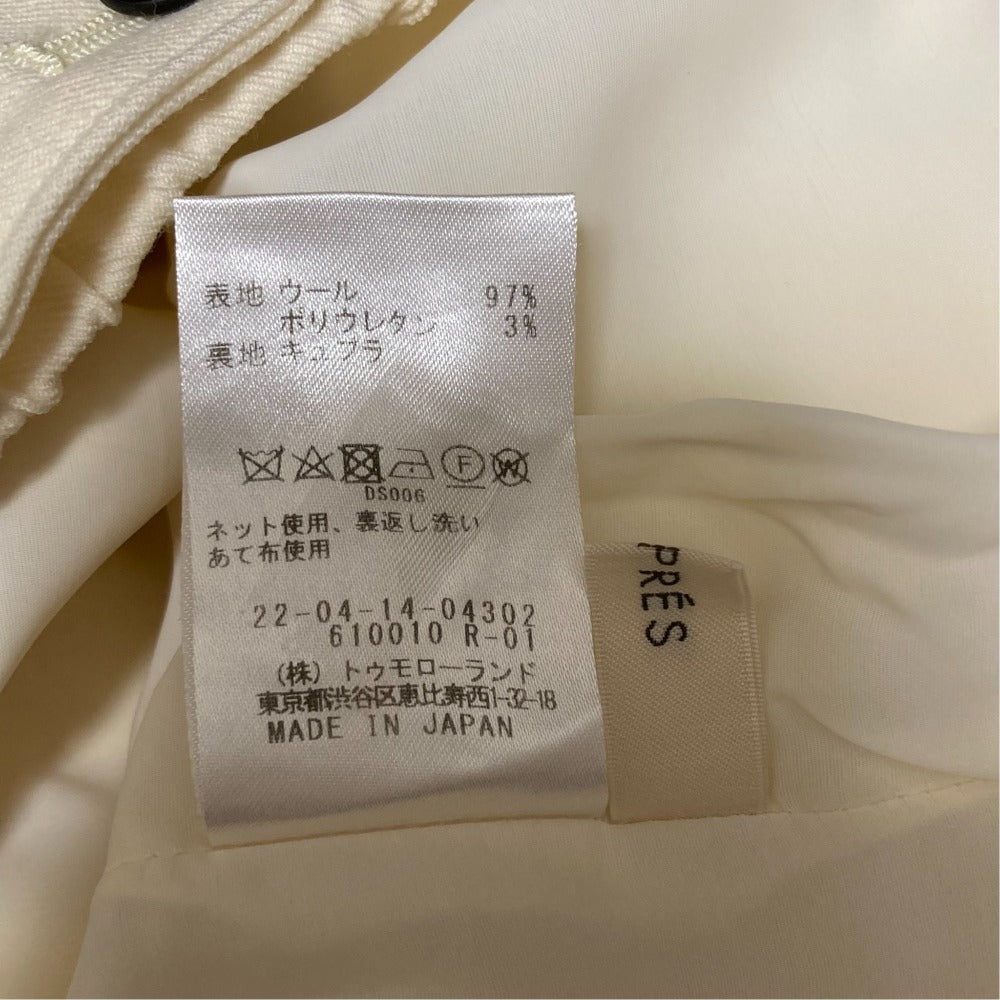 表地 ウール 97%
ポリウレタン 3%
裏地 キュプラ
F W
DS006
ネット使用、裏返し洗い
あて布使用
22-04-14-04302
610010 R-01
(株) トゥモローランド
東京都渋谷区恵比寿西1-32-18
MADE IN JAPAN
PRÉS